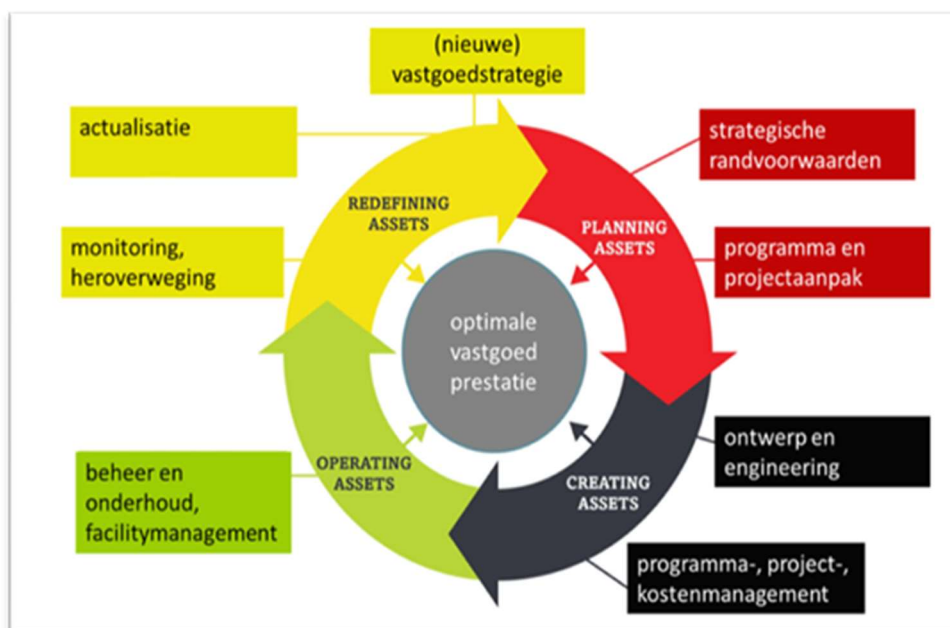 (nieuwe)
vastgoedstrategie
actualisatie
strategische
randvoorwaarden
REDEFINING
ASSETS
PLANNING
ASSETS
monitoring,
heroverweging
programma en
projectaanpak
optimale
vastgoed
prestatie
ontwerp en
engineering
OPERATING
ASSETS
CREATING
ASSETS
beheer en
onderhoud,
facilitymanagement
programma-, project-,
kostenmanagement